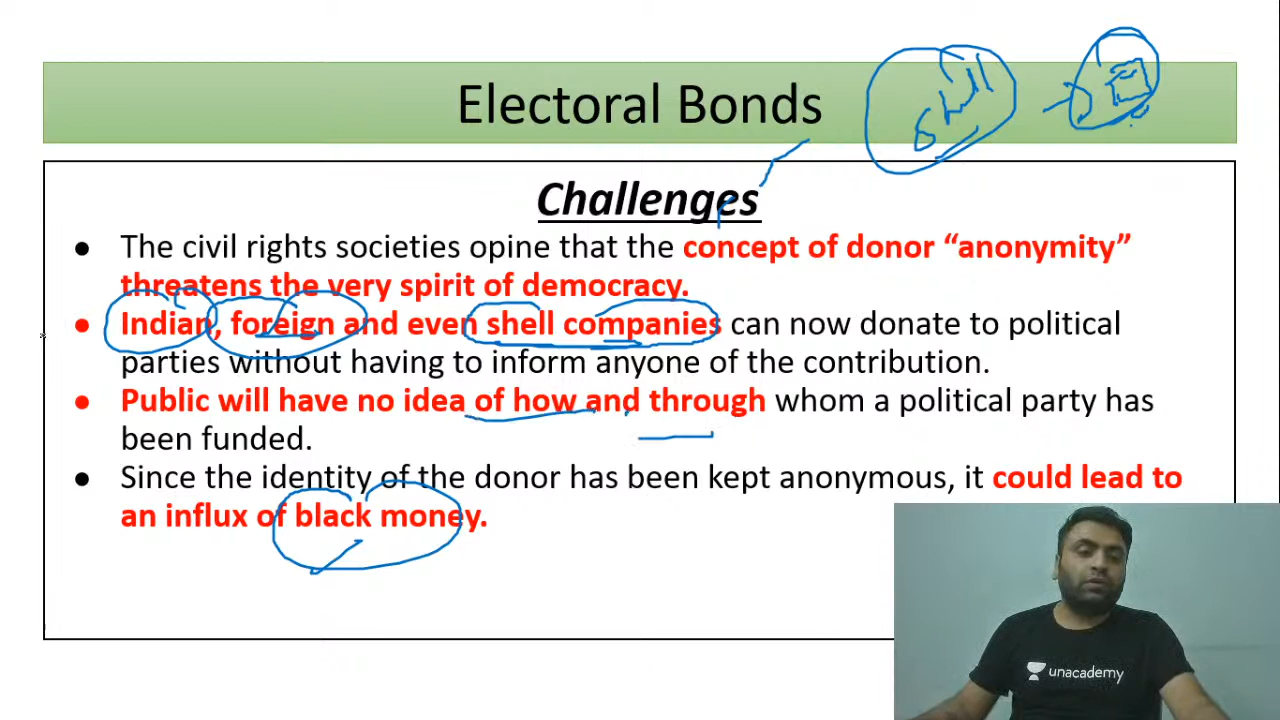 Electoral Bonds
Shell
Challenges
● The civil rights societies opine that the concept of donor “anonymity”
threatens the very spirit of democracy.
● Indian, foreign and even shell companies can now donate to political
parties without having to inform anyone of the contribution.
● Public will have no idea of how and through whom a political party has
been funded.
● Since the identity of the donor has been kept anonymous, it could lead to
an influx of black money.
unacademy